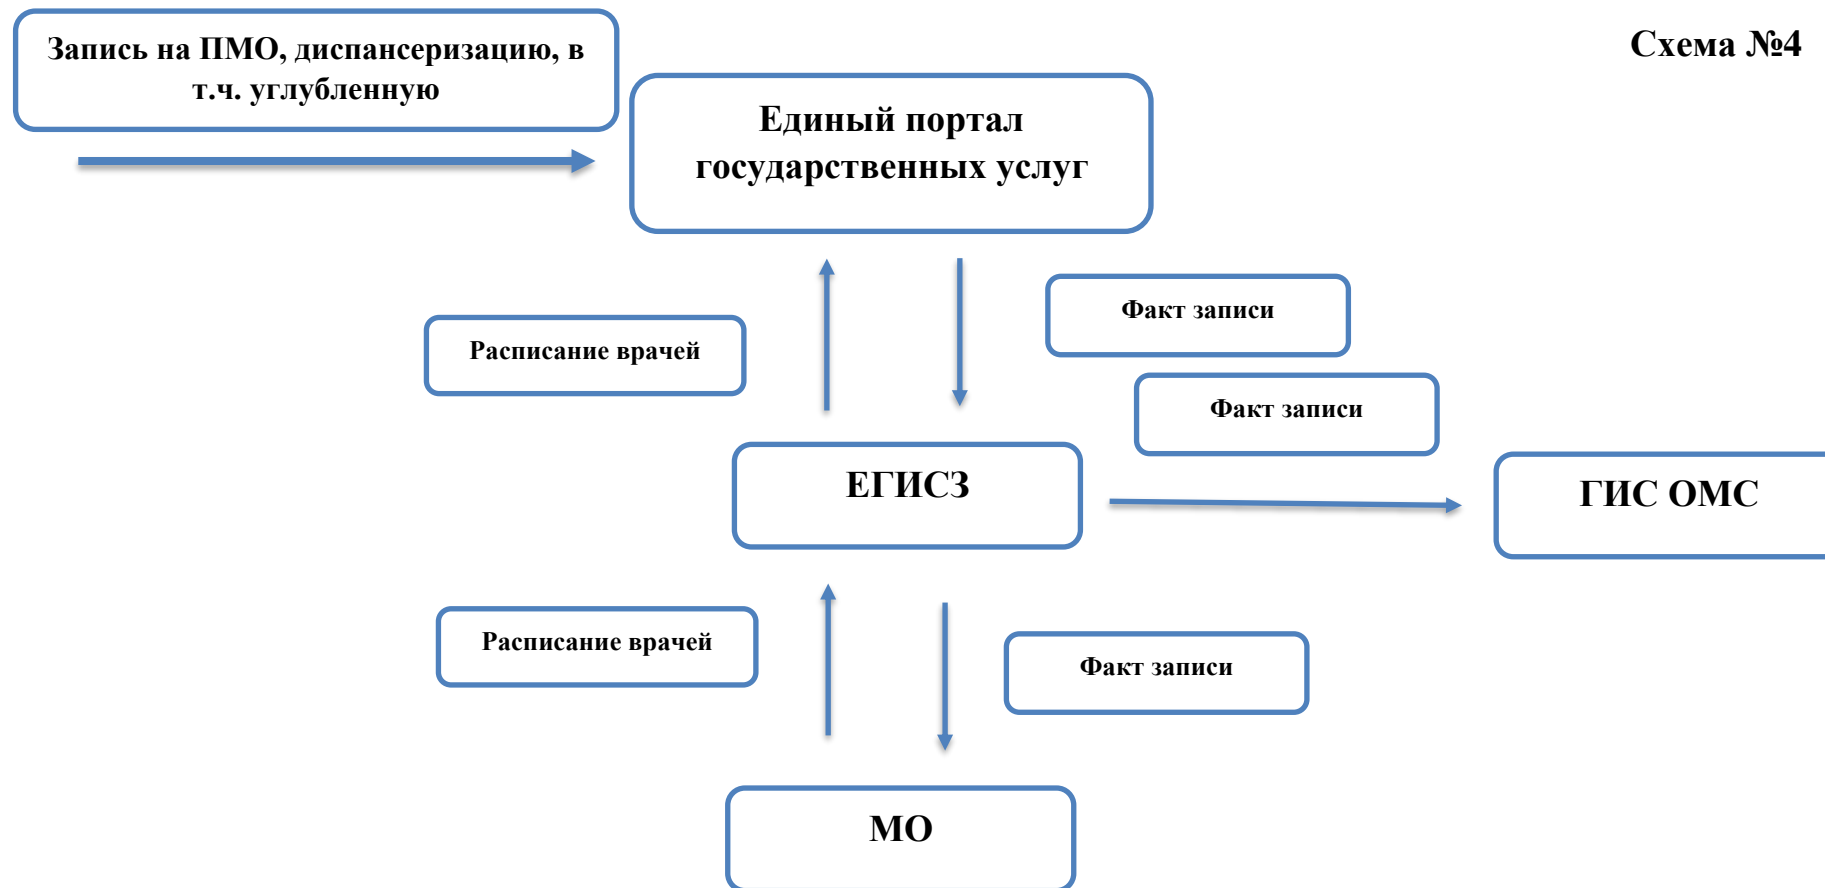 Схема №4
Запись на ПМО, диспансеризацию, в
т.ч. углубленную
Единый портал
государственных услуг
Факт записи
Расписание врачей
Факт записи
ЕГИСЗ
ГИС ОМС
Расписание врачей
Факт записи
МО